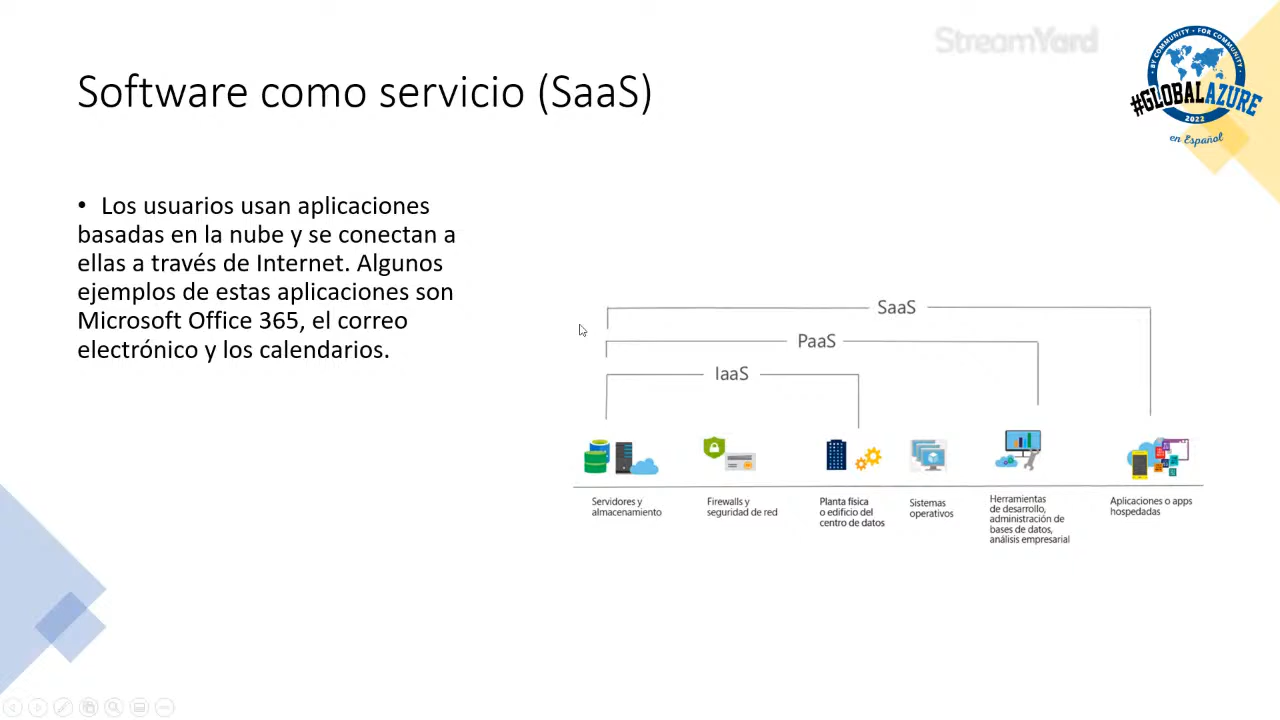 StreamYard
BY COMMUNITY · FOR COMMUNITY
#GLOBALAZURE
2022
en Español
Software como servicio (SaaS)
• Los usuarios usan aplicaciones
basadas en la nube y se conectan a
ellas a través de Internet. Algunos
ejemplos de estas aplicaciones son
Microsoft Office 365, el correo
electrónico y los calendarios.
SaaS
PaaS
IaaS
Servidores y
almacenamiento
Firewalls y
seguridad de red
Planta física
o edificio del
centro de datos
Sistemas
operativos
Herramientas
de desarrollo,
administración de
bases de datos,
análisis empresarial
Aplicaciones o apps
hospedadas